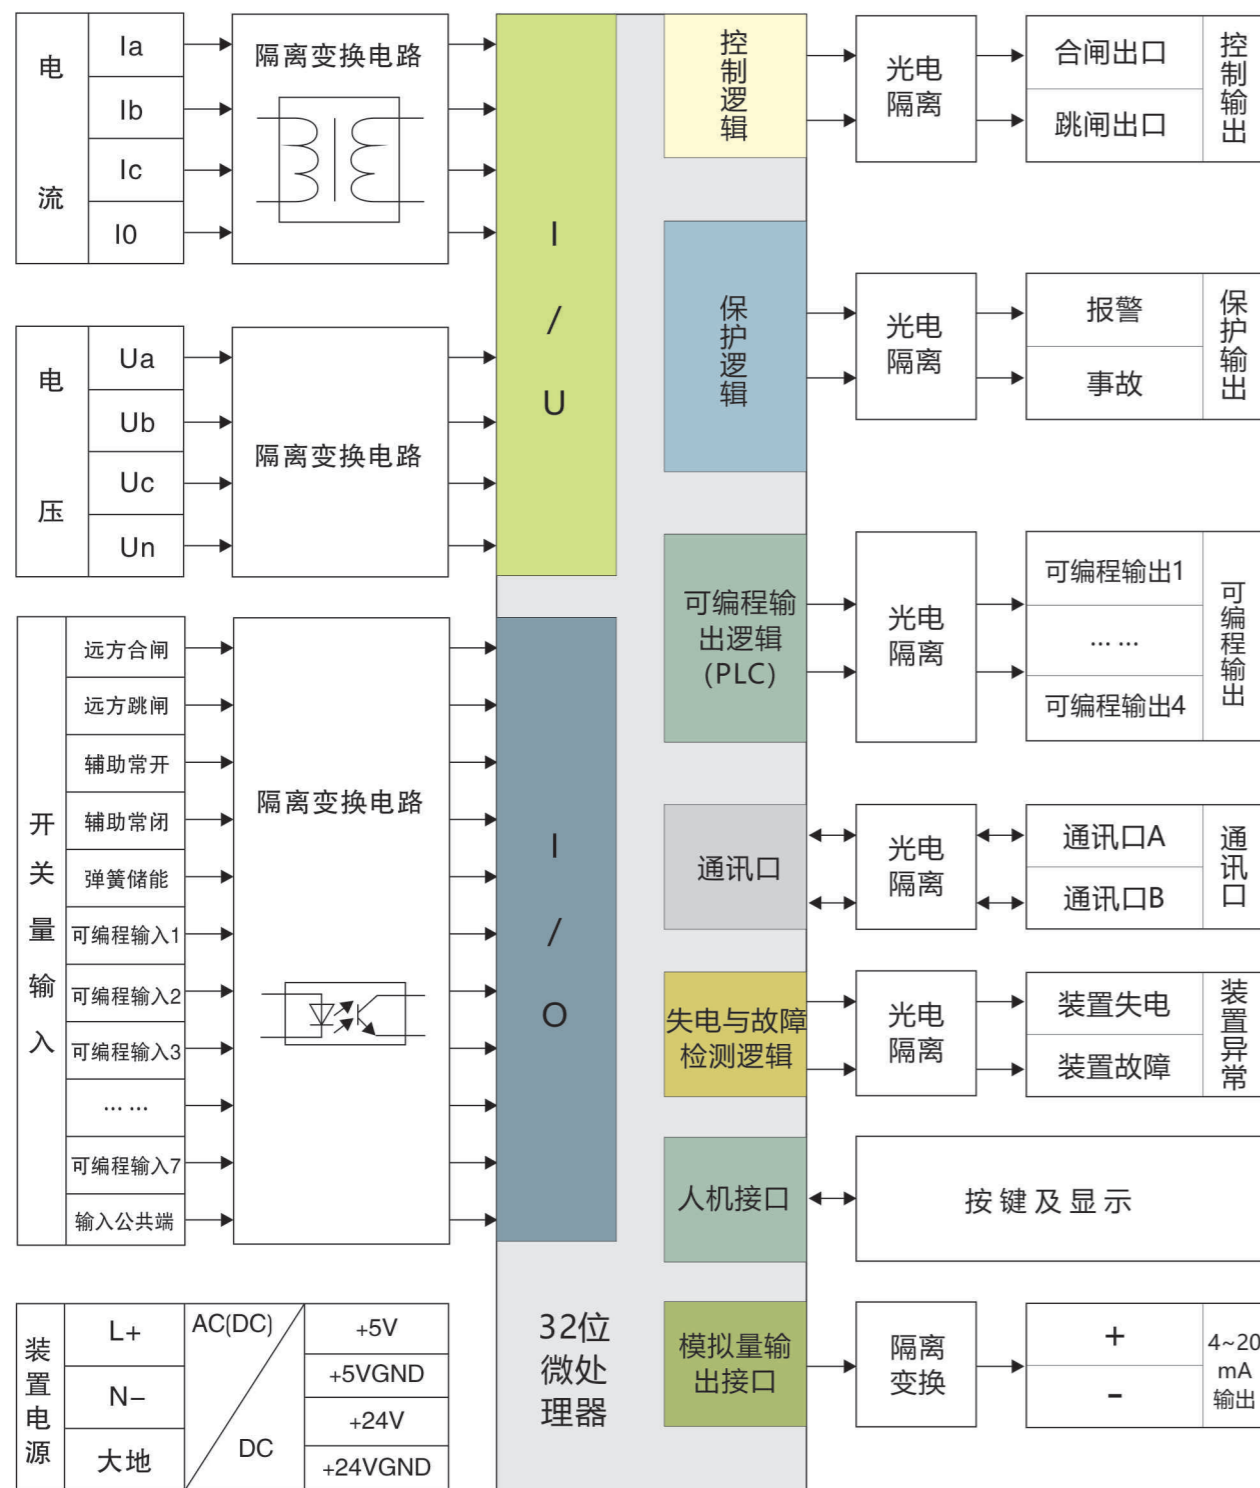 电流
Ia
Ib
Ic
I0
隔离变换电路
电压
Ua
Ub
Uc
Un
隔离变换电路
开关量输入
远方合闸
远方跳闸
辅助常开
辅助常闭
弹簧储能
可编程输入1
可编程输入2
可编程输入3
... ...
可编程输入7
输入公共端
隔离变换电路
装置电源
L+
N−
大地
AC(DC)
DC
+5V
+5VGND
+24V
+24VGND
I/U
I/O
32位
微处
理器
控制逻辑
光电
隔离
合闸出口
跳闸出口
控制输出
保护逻辑
光电
隔离
报警
事故
保护输出
可编程输
出逻辑
(PLC)
光电
隔离
可编程输出1
... ...
可编程输出4
可编程输出
通讯口
光电
隔离
通讯口A
通讯口B
通讯口
失电与故障
检测逻辑
光电
隔离
装置失电
装置故障
装置异常
人机接口
按键及显示
模拟量输
出接口
隔离
变换
+
-
4~20
mA
输出